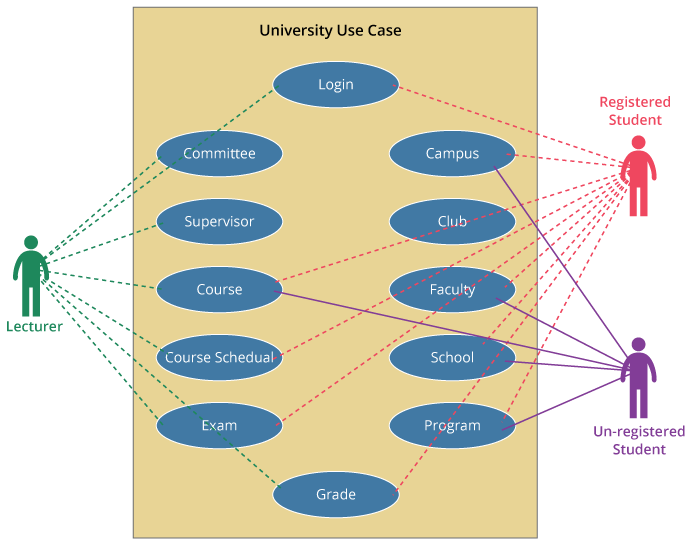 University Use Case
Login
Registered
Student
Committee
Campus
Supervisor
Club
Course
Faculty
Lecturer
Course Schedual
School
Exam
Program
Un-registered
Student
Grade